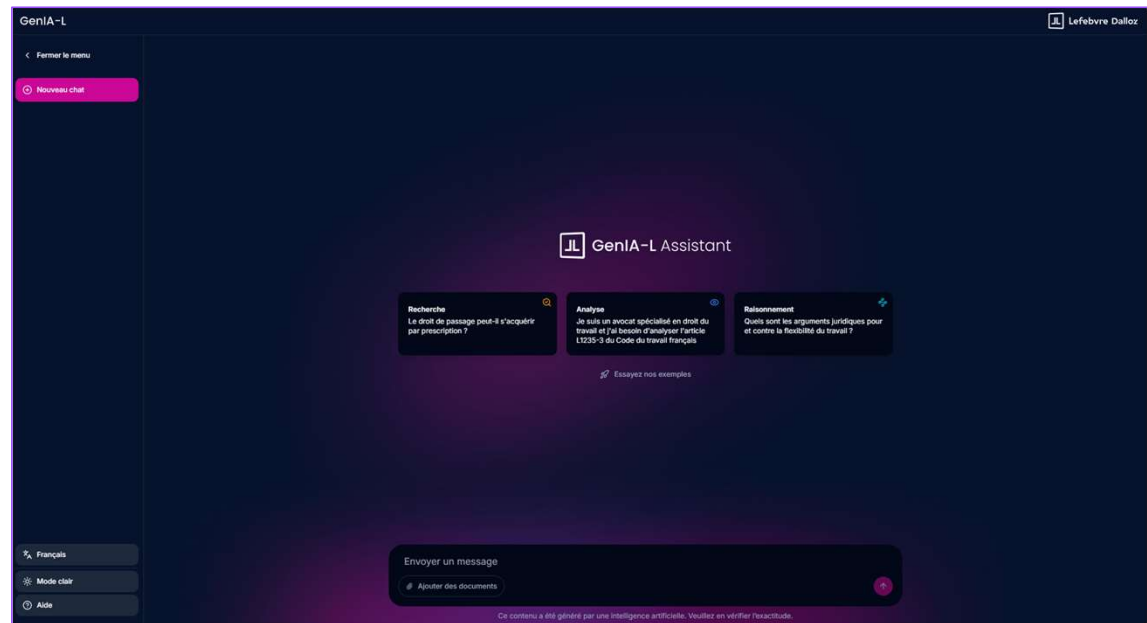 GenIA-L
Lefebvre Dalloz
Fermer le menu
Nouveau chat
GenIA-L Assistant
Recherche
Le droit de passage peut-il s'acquérir
par prescription ?
Analyse
Je suis un avocat spécialisé en droit du
travail et j'ai besoin d'analyser l'article
L1235-3 du Code du travail français
Raisonnement
Quels sont les arguments juridiques pour
et contre la flexibilité du travail ?
Essayez nos exemples
Français
Mode clair
Aide
Envoyer un message
Ajouter des documents
Ce contenu a été généré par une intelligence artificielle. Veuillez en vérifier l'exactitude.